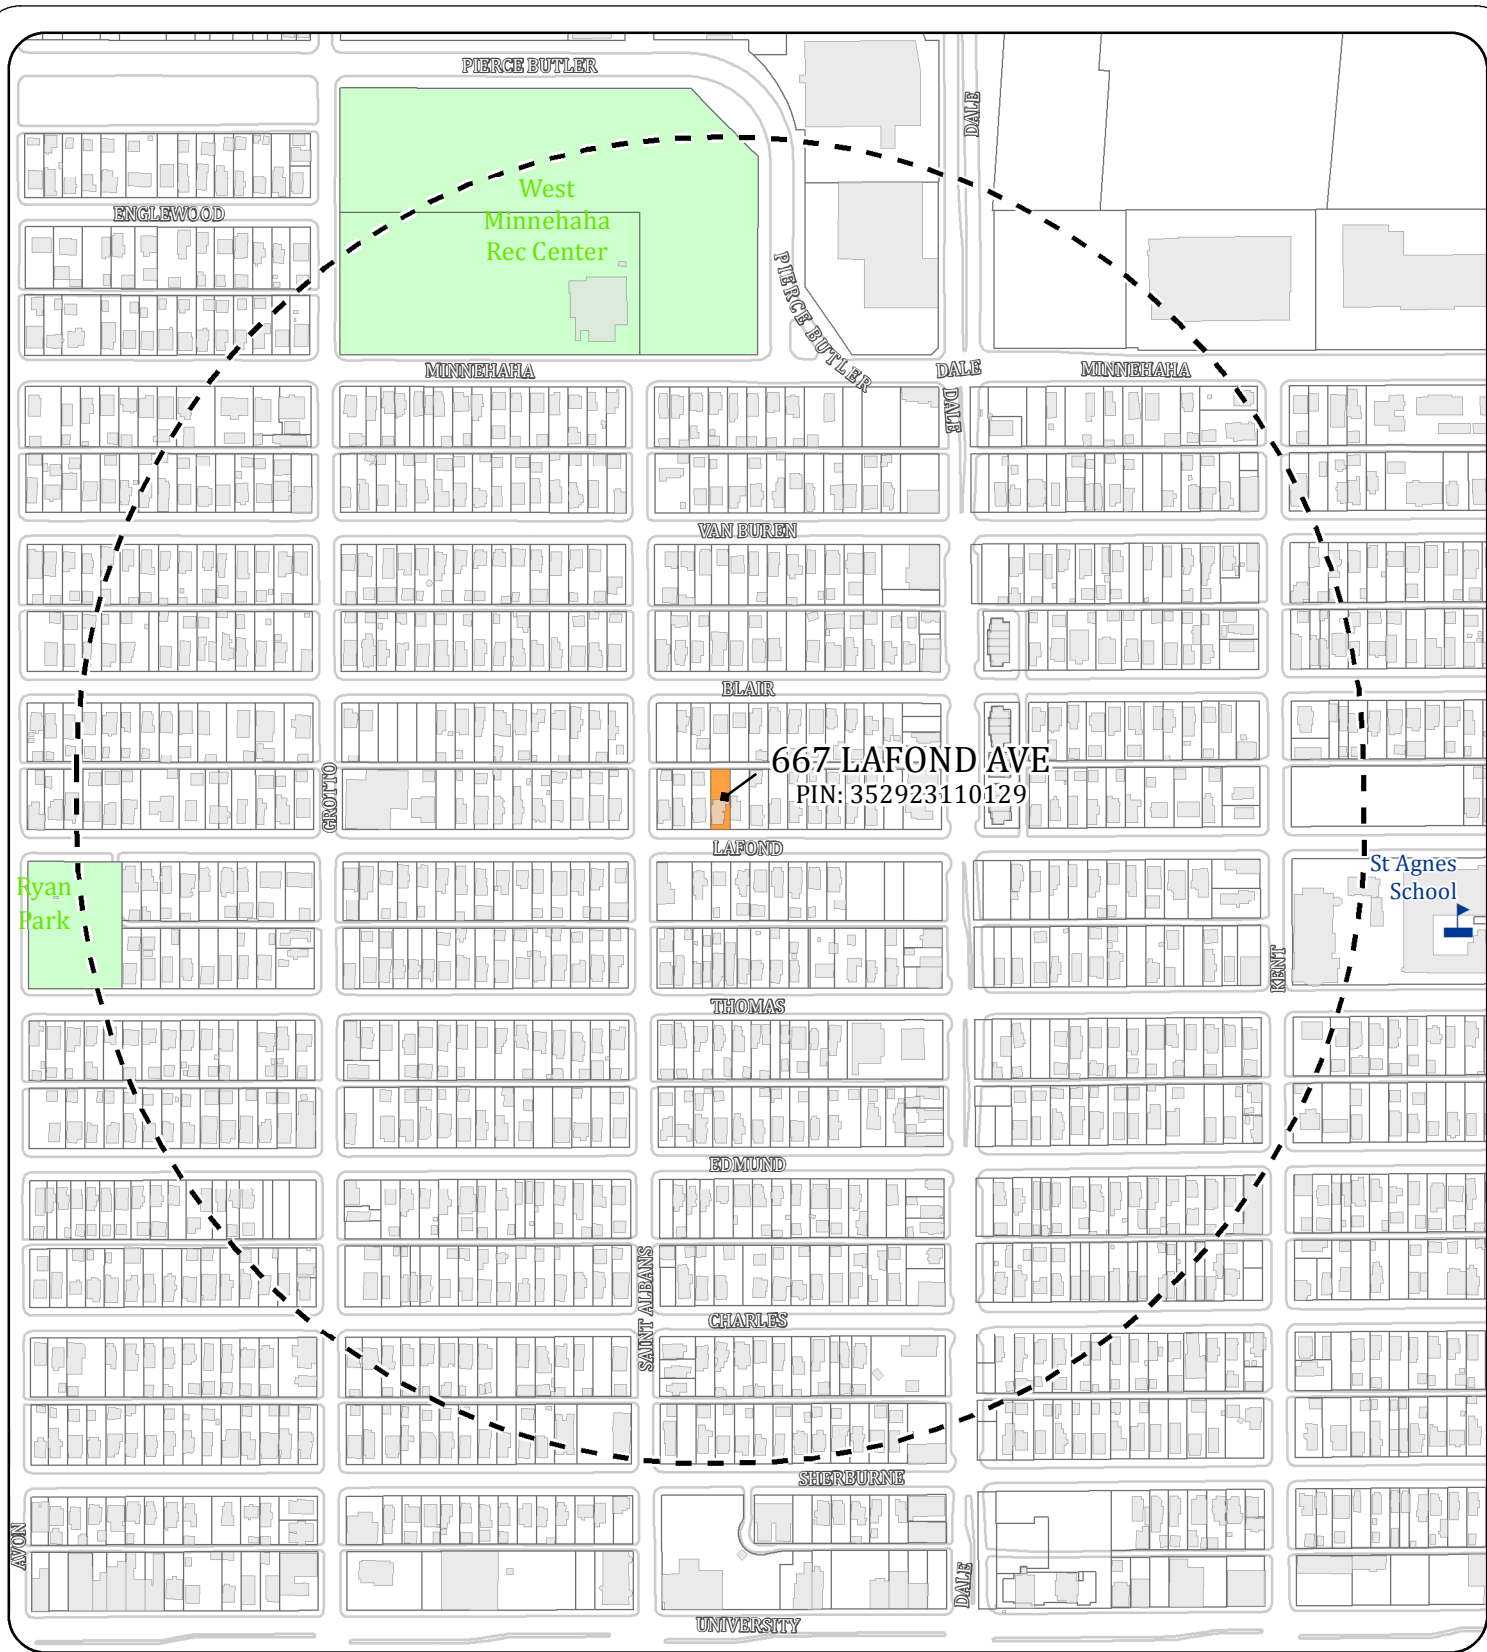 PIERCE BUTLER
DALE
West
Minnehaha
Rec Center
ENGLEWOOD
PIERCE BUTLER
MINNEHAHA
DALE
MINNEHAHA
DALE
VAN BUREN
BLAIR
667 LAFOND AVE
PIN: 352923110129
GROTTO
LAFOND
Ryan
Park
St Agnes
School
KENT
THOMAS
EDMUND
SAINT ALBANS
CHARLES
SHERBURNE
AVON
DALE
UNIVERSITY